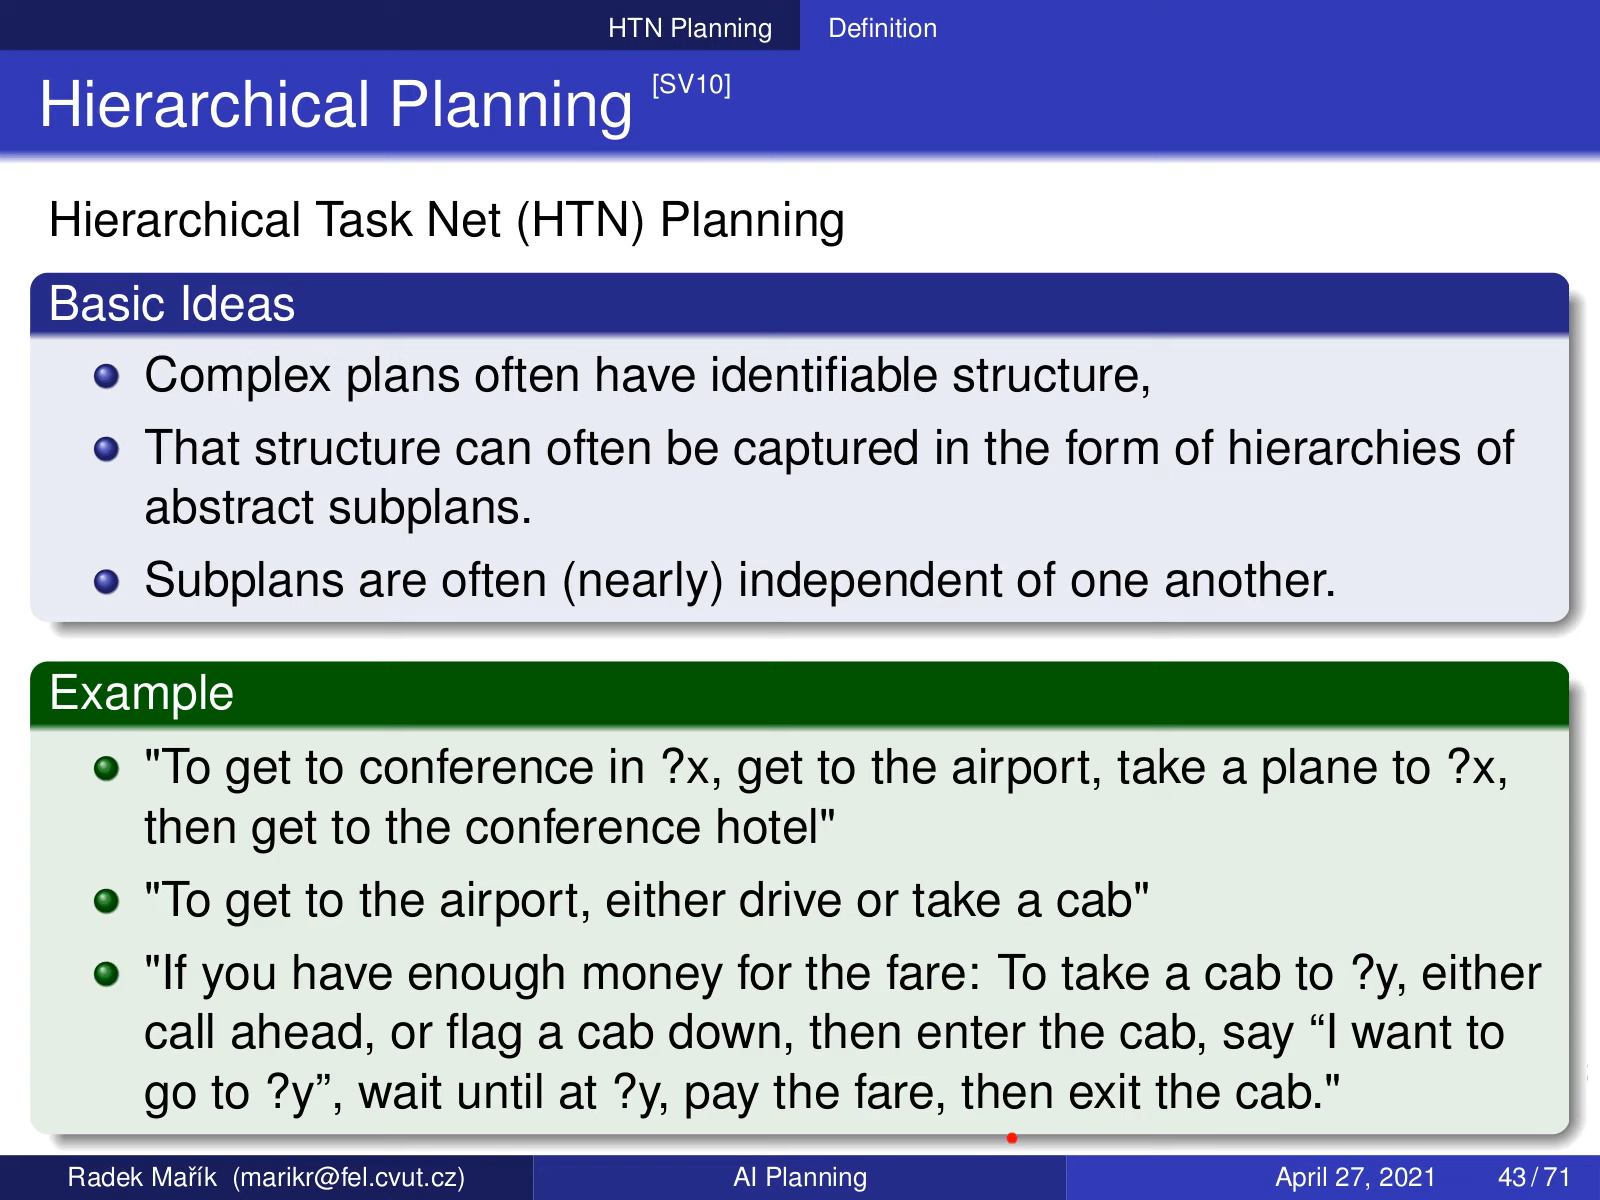 HTN Planning Definition
Hierarchical Planning [SV10]
Hierarchical Task Net (HTN) Planning
Basic Ideas
Complex plans often have identifiable structure,
That structure can often be captured in the form of hierarchies of
abstract subplans.
Subplans are often (nearly) independent of one another.
Example
"To get to conference in ?x, get to the airport, take a plane to ?x,
then get to the conference hotel"
"To get to the airport, either drive or take a cab"
"If you have enough money for the fare: To take a cab to ?y, either
call ahead, or flag a cab down, then enter the cab, say “I want to
go to ?y”, wait until at ?y, pay the fare, then exit the cab."
Radek Mařík (marikr@fel.cvut.cz) AI Planning April 27, 2021 43 / 71